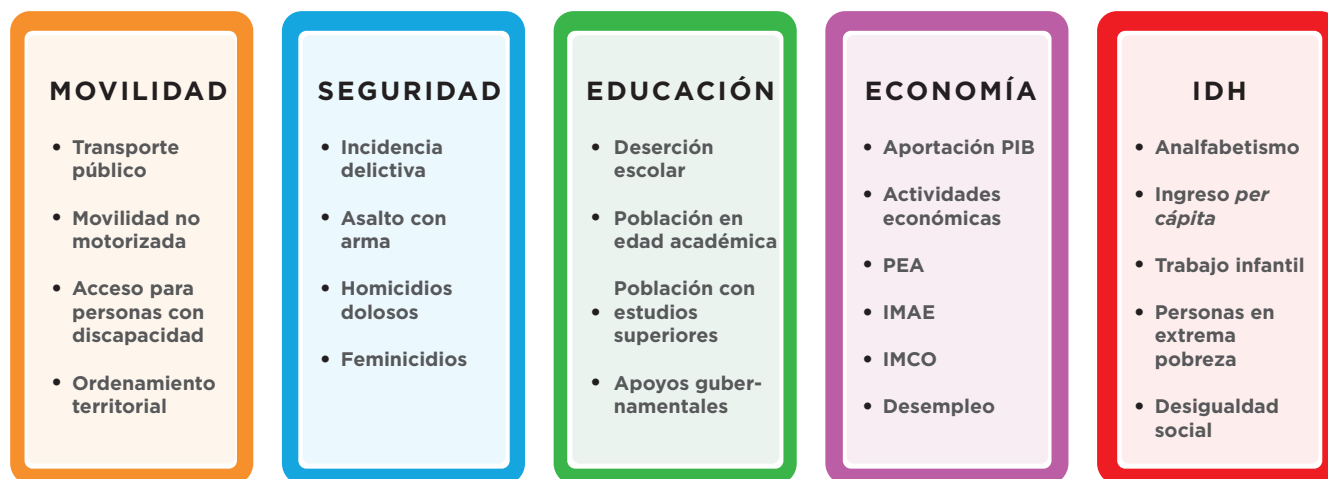 MOVILIDAD
• Transporte
público
• Movilidad no
motorizada
• Acceso para
personas con
discapacidad
• Ordenamiento
territorial
SEGURIDAD
• Incidencia
delictiva
• Asalto con
arma
• Homicidios
dolosos
• Feminicidios
EDUCACIÓN
• Deserción
escolar
• Población en
edad académica
Población con
• estudios
superiores
• Apoyos guber-
namentales
ECONOMÍA
• Aportación PIB
• Actividades
económicas
• PEA
• IMAE
• IMCO
• Desempleo
IDH
• Analfabetismo
• Ingreso per
cápita
• Trabajo infantil
• Personas en
extrema
pobreza
• Desigualdad
social